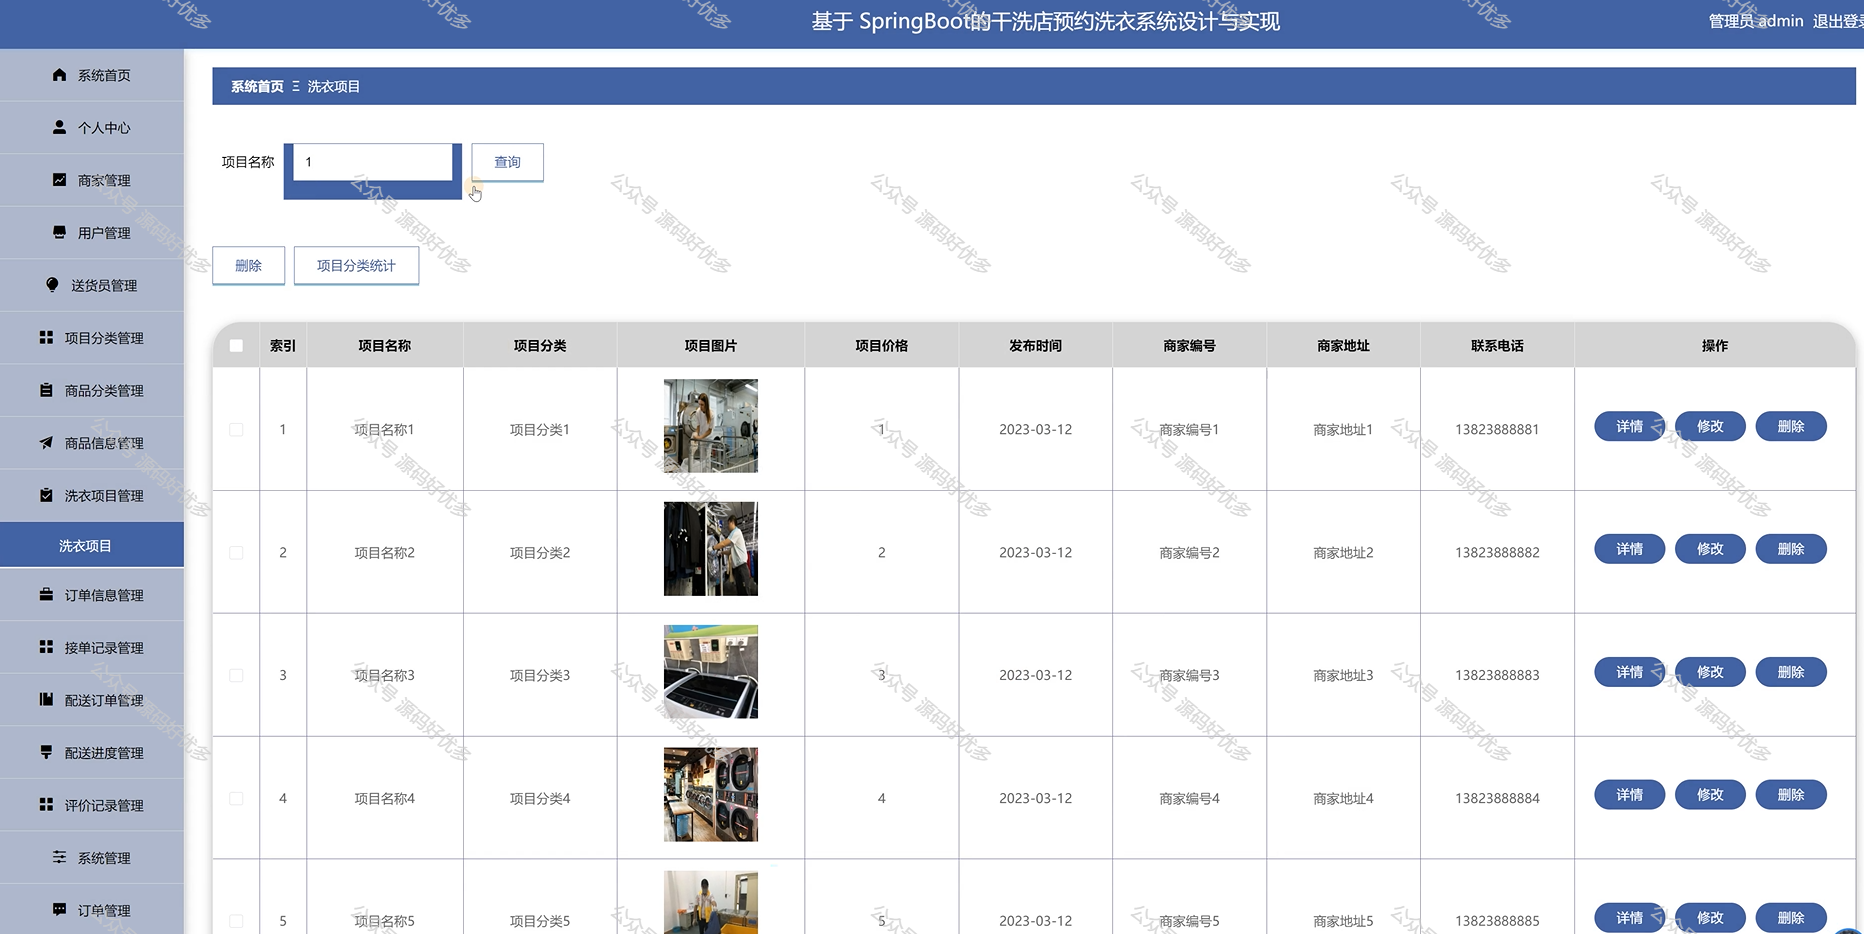 基于 SpringBoot的干洗店预约洗衣系统设计与实现
管理员 admin 退出登录
系统首页
个人中心
商家管理
用户管理
送货员管理
项目分类管理
商品分类管理
商品信息管理
洗衣项目管理
洗衣项目
订单信息管理
接单记录管理
配送订单管理
配送进度管理
评价记录管理
系统管理
订单管理
系统首页 Ξ 洗衣项目
项目名称 1 查询
删除 项目分类统计
索引 项目名称 项目分类 项目图片 项目价格 发布时间 商家编号 商家地址 联系电话 操作
1 项目名称1 项目分类1 1 2023-03-12 商家编号1 商家地址1 13823888881 详情 修改 删除
2 项目名称2 项目分类2 2 2023-03-12 商家编号2 商家地址2 13823888882 详情 修改 删除
3 项目名称3 项目分类3 3 2023-03-12 商家编号3 商家地址3 13823888883 详情 修改 删除
4 项目名称4 项目分类4 4 2023-03-12 商家编号4 商家地址4 13823888884 详情 修改 删除
5 项目名称5 项目分类5 5 2023-03-12 商家编号5 商家地址5 13823888885 详情 修改 删除
公众号 源码好优多